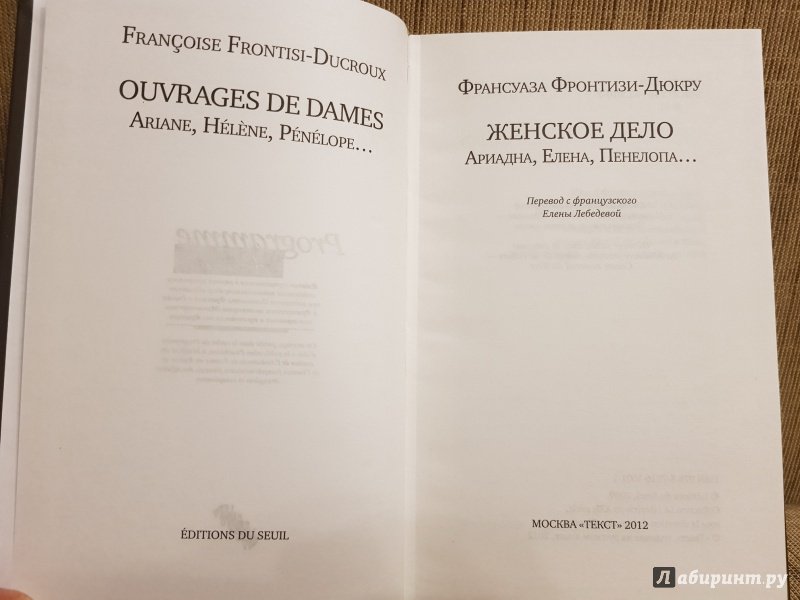 Françoise Frontisi-Ducroux
OUVRAGES DE DAMES
Ariane, Hélène, Pénélope...
Programme
ÉDITIONS DU SEUIL
Франсуаза Фронтизи-Дюкру
ЖЕНСКОЕ ДЕЛО
Ариадна, Елена, Пенелопа...
Перевод с французского
Елены Лебедевой
МОСКВА «ТЕКСТ» 2012
Лабиринт.ру